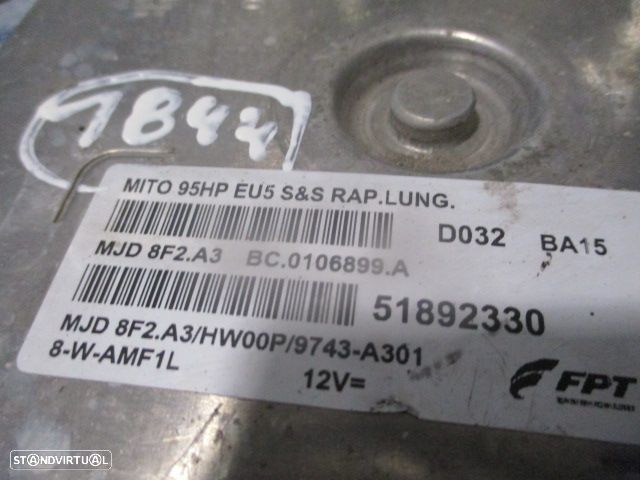 1844
MITO 95HP EU5 S&S RAP.LUNG.
D032 BA15
MJD 8F2.A3 BC.0106899.A
51892330
MJD 8F2.A3/HW00P/9743-A301
8-W-AMF1L
12V=
FPT
STANDVIRTUAL